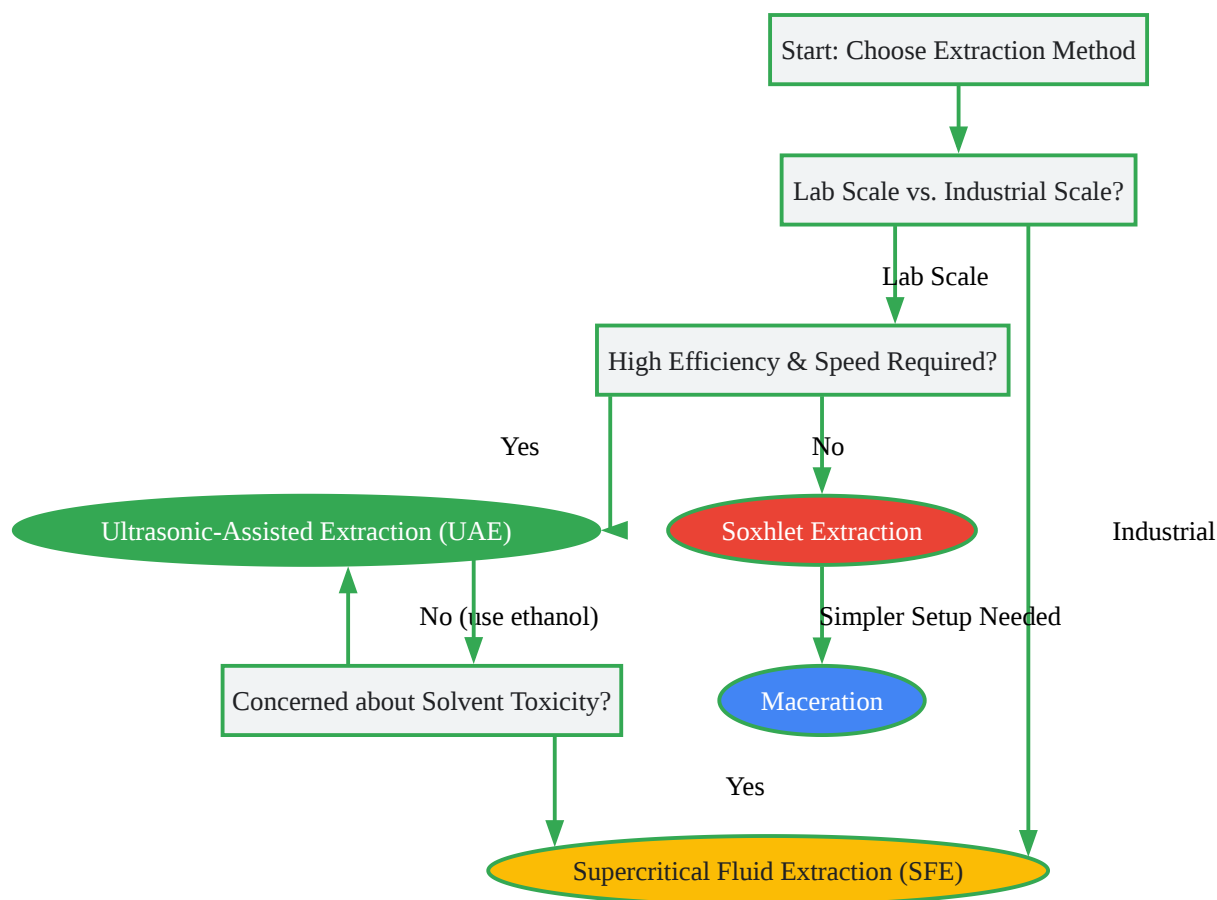 Start: Choose Extraction Method
Lab Scale vs. Industrial Scale?
Lab Scale
High Efficiency & Speed Required?
Yes
No
Ultrasonic-Assisted Extraction (UAE)
Soxhlet Extraction
Industrial
No (use ethanol)
Simpler Setup Needed
Concerned about Solvent Toxicity?
Maceration
Yes
Supercritical Fluid Extraction (SFE)